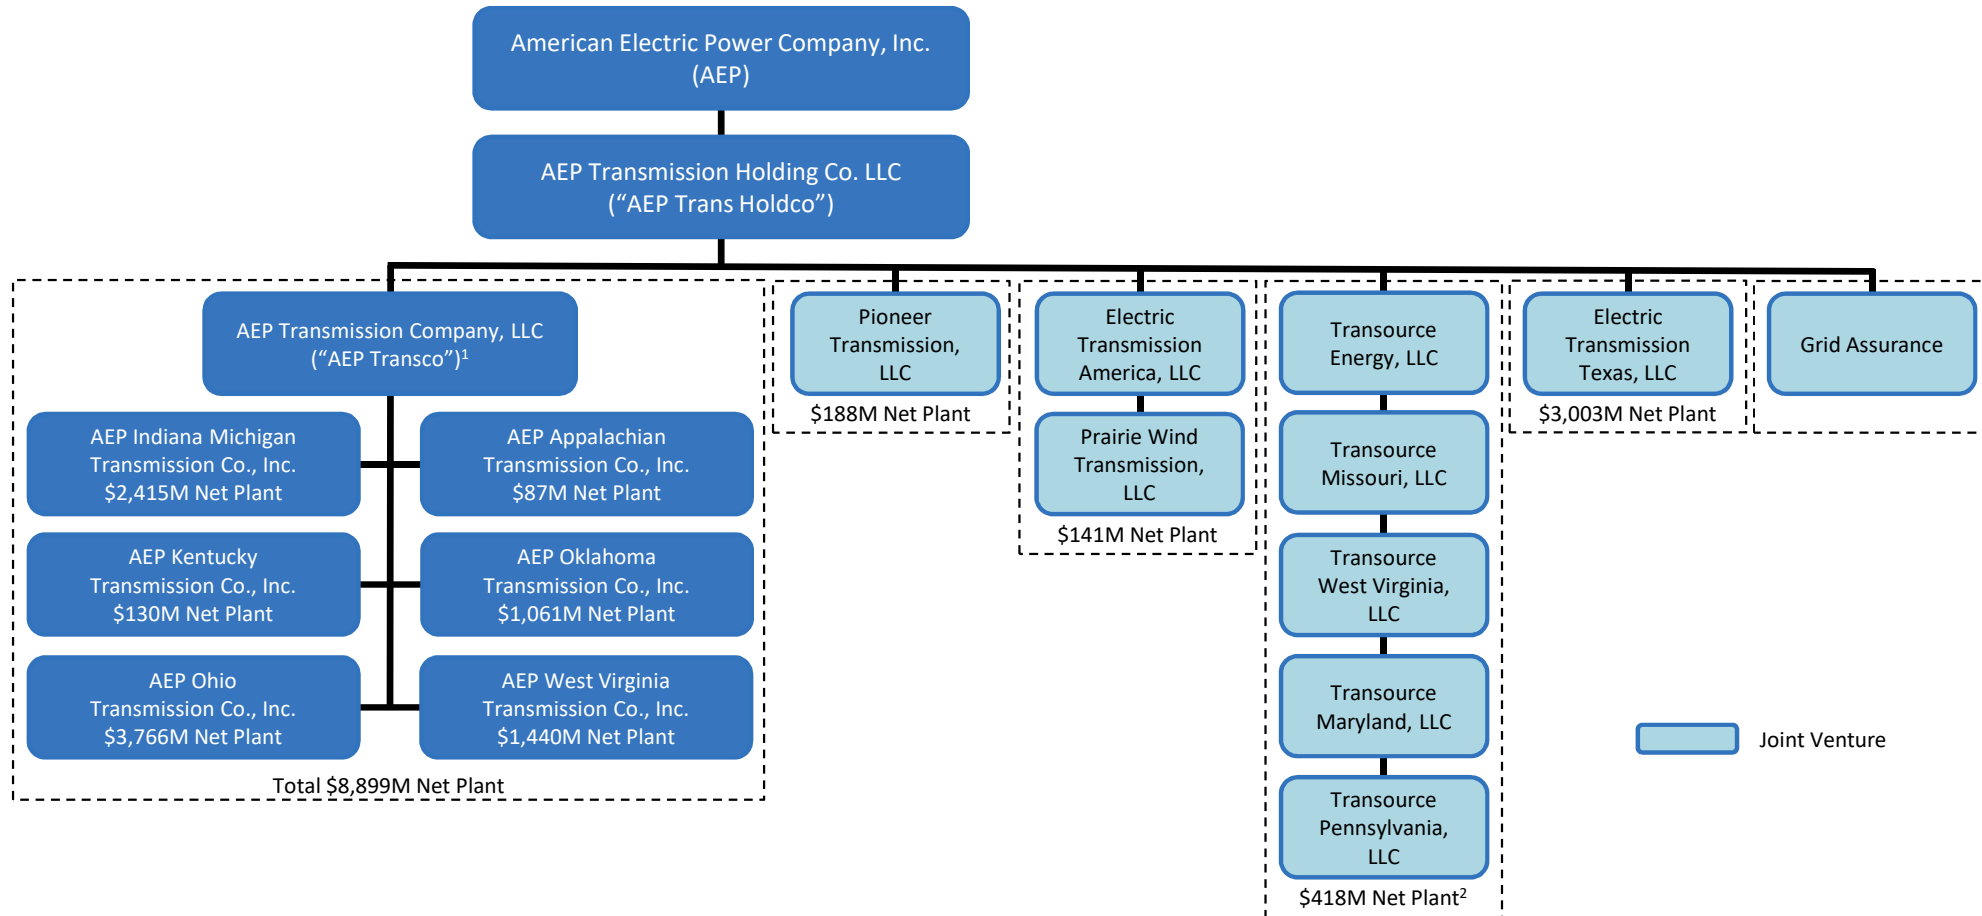 American Electric Power Company, Inc.
(AEP)
AEP Transmission Holding Co. LLC
(“AEP Trans Holdco”)
AEP Transmission Company, LLC
(“AEP Transco”)1
AEP Indiana Michigan
Transmission Co., Inc.
$2,415M Net Plant
AEP Appalachian
Transmission Co., Inc.
$87M Net Plant
AEP Kentucky
Transmission Co., Inc.
$130M Net Plant
AEP Oklahoma
Transmission Co., Inc.
$1,061M Net Plant
AEP Ohio
Transmission Co., Inc.
$3,766M Net Plant
AEP West Virginia
Transmission Co., Inc.
$1,440M Net Plant
Total $8,899M Net Plant
Pioneer
Transmission,
LLC
$188M Net Plant
Electric
Transmission
America, LLC
Prairie Wind
Transmission,
LLC
$141M Net Plant
Transource
Energy, LLC
Transource
Missouri, LLC
Transource
West Virginia,
LLC
Transource
Maryland, LLC
Transource
Pennsylvania,
LLC
$418M Net Plant2
Electric
Transmission
Texas, LLC
$3,003M Net Plant
Grid Assurance
Joint Venture